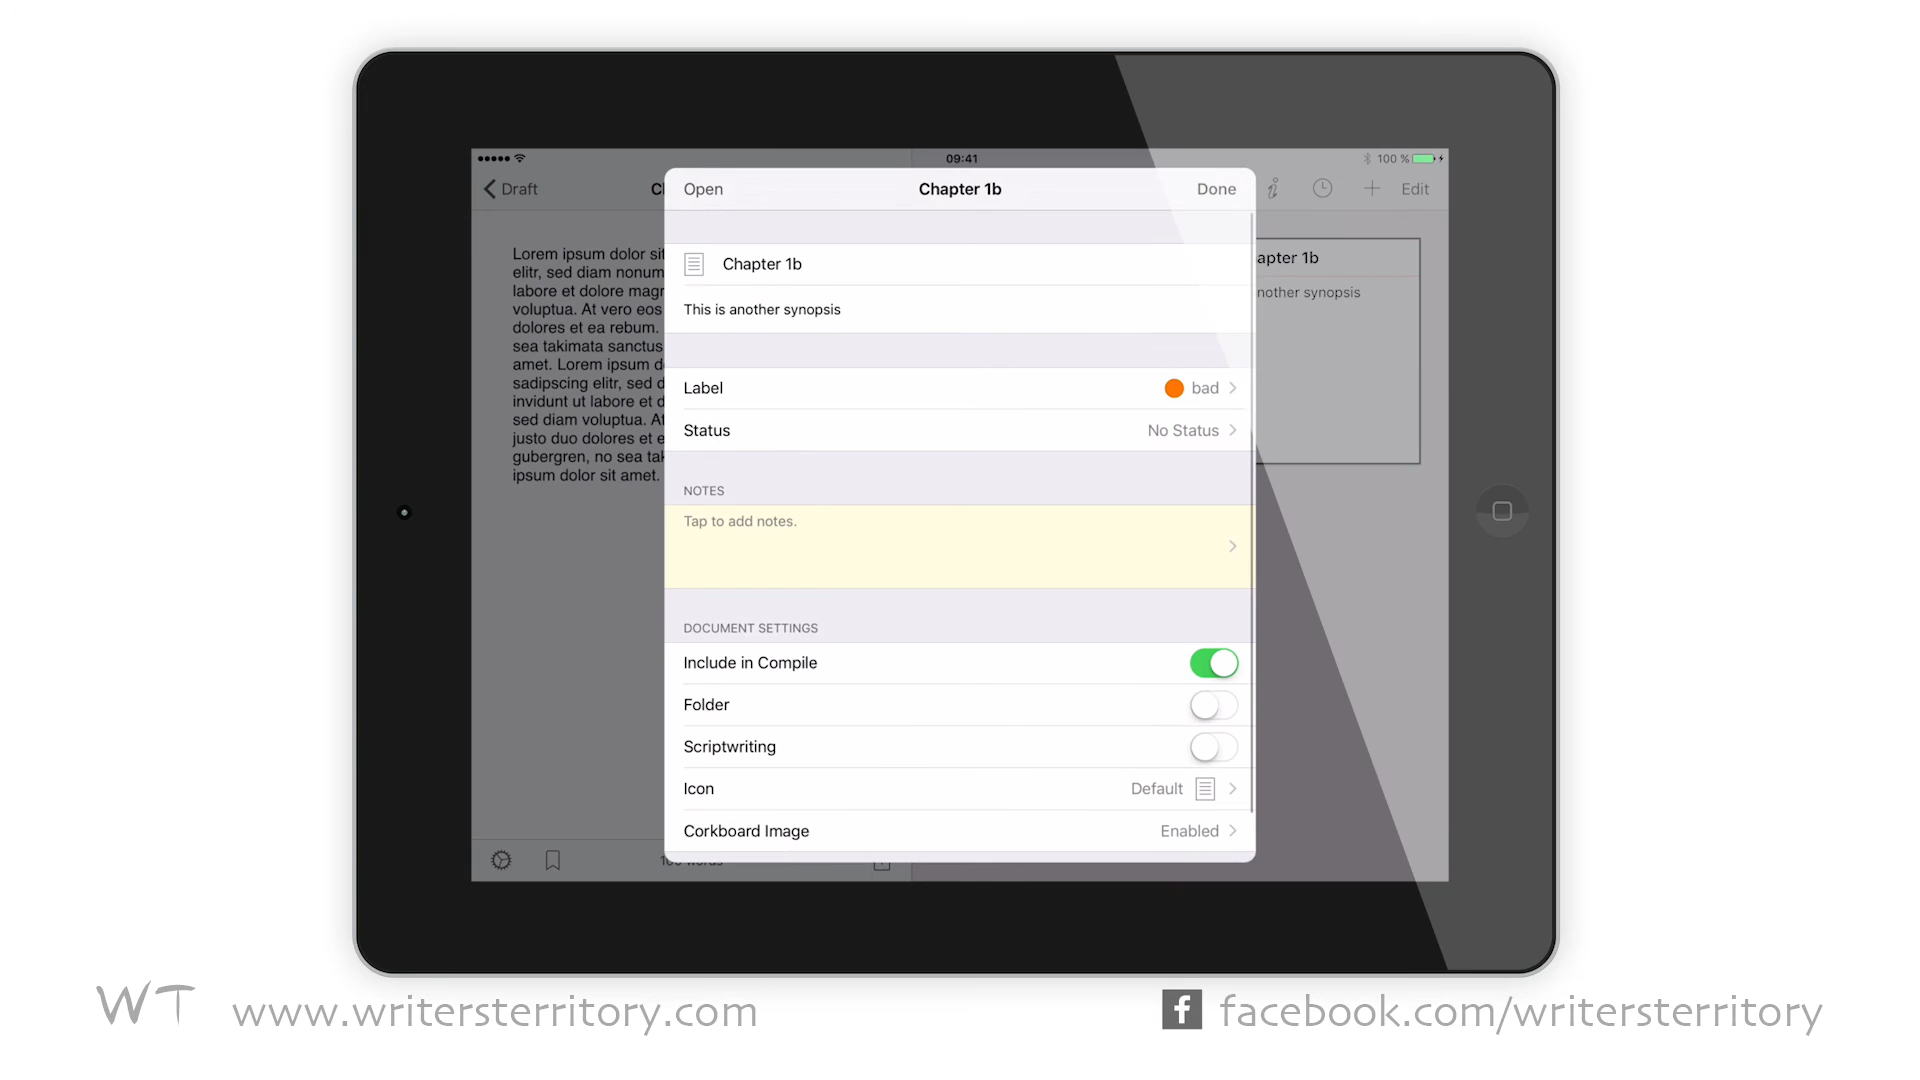 09:41
100 %
Draft
Open
Chapter 1b
Done
Edit
Lorem ipsum dolor sit
elitr, sed diam nonum
labore et dolore magr
voluptua. At vero eos
dolores et ea rebum.
sea takimata sanctus
amet. Lorem ipsum d
sadipscing elitr, sed d
invidunt ut labore et d
sed diam voluptua. At
justo duo dolores et e
gubergren, no sea tak
ipsum dolor sit amet.
Chapter 1b
This is another synopsis
apter 1b
nother synopsis
Label
bad
Status
No Status
NOTES
Tap to add notes.
DOCUMENT SETTINGS
Include in Compile
Folder
Scriptwriting
Icon
Default
Corkboard Image
Enabled
WT
www.writersterritory.com
facebook.com/writersterritory